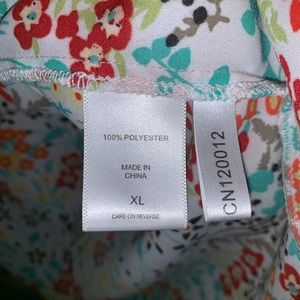 100% POLYESTER
MADE IN
CHINA
XL
CARE ON REVERSE
CN120012